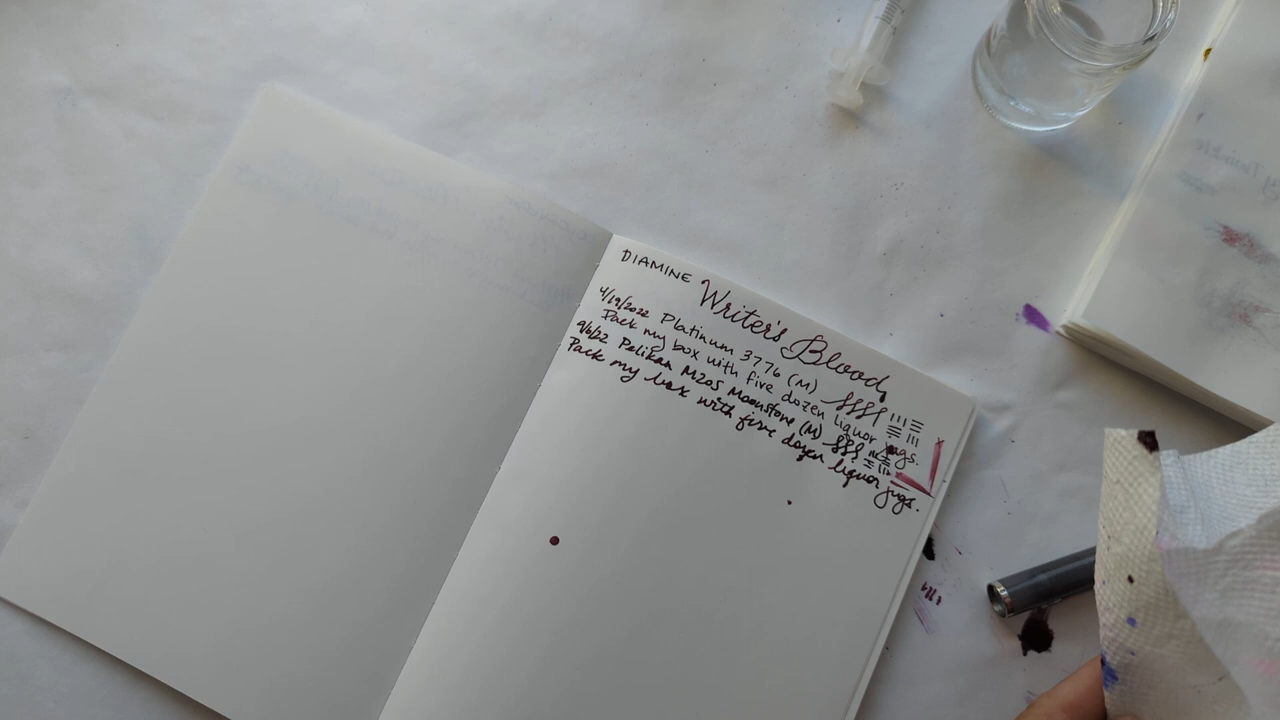 DIAMINE Writer's Blood
4/19/2022 Platinum 3776 (M)
Pack my box with five dozen liquor jugs.
9/6/22 Pelikan M205 Moonstone (M)
Pack my box with five dozen liquor jugs.